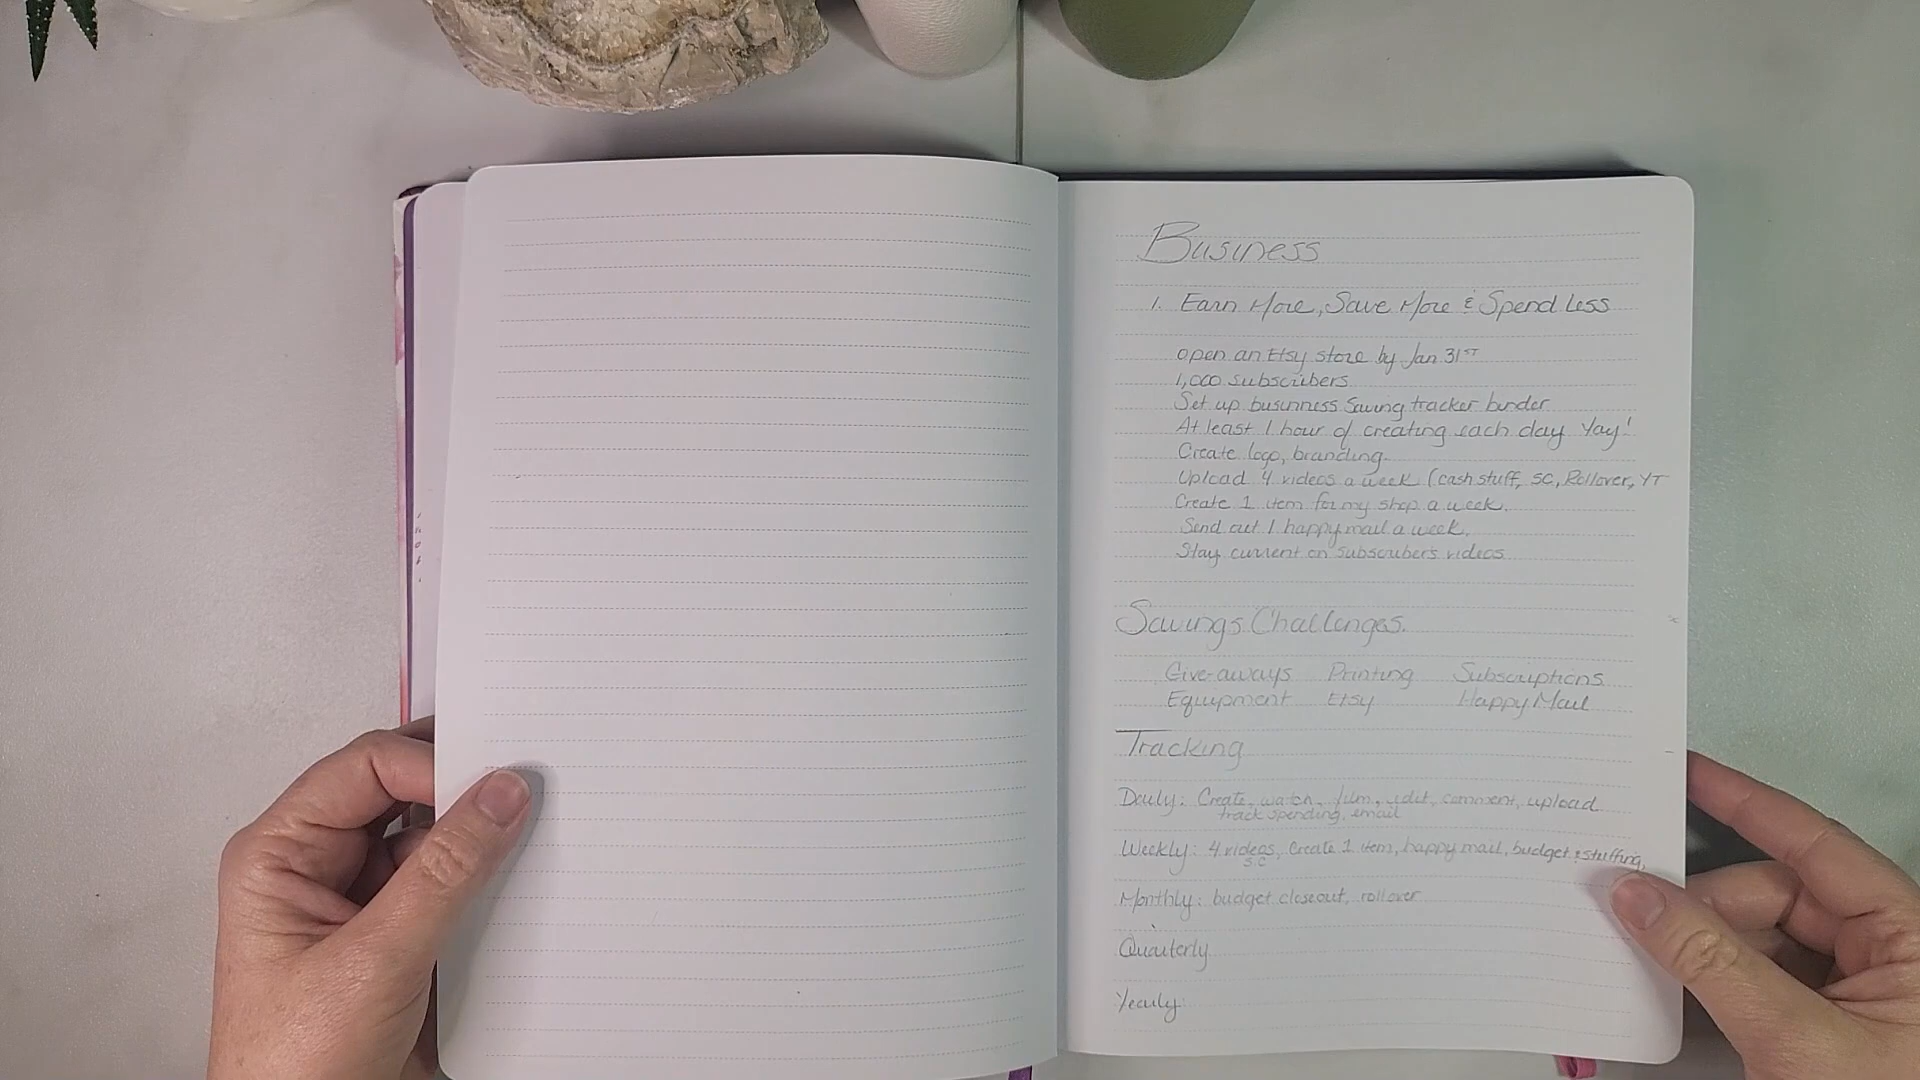 Business
1. Earn More, Save More & Spend Less
Open an Etsy store by Jan 31ST
1,000 subscribers
Set up businness Saving tracker binder
At least 1 hour of creating each day Yay!
Create logo, branding
Upload 4 videos a week (cash stuff, SC, Rollover, YT
Create 1 item for my shop a week.
Send out 1 happy mail a week.
Stay current on subscribers videos
Savings Challenges.
Give-aways Printing Subscriptions
Equipment Etsy Happy Mail
Tracking
Daily: Create, watch, film, edit, comment, upload
track spending, email
Weekly: 4 videos, Create 1 item, happy mail, budget & stuffing,
S.C
Monthly: budget closeout, rollover
Quarterly
Yearly